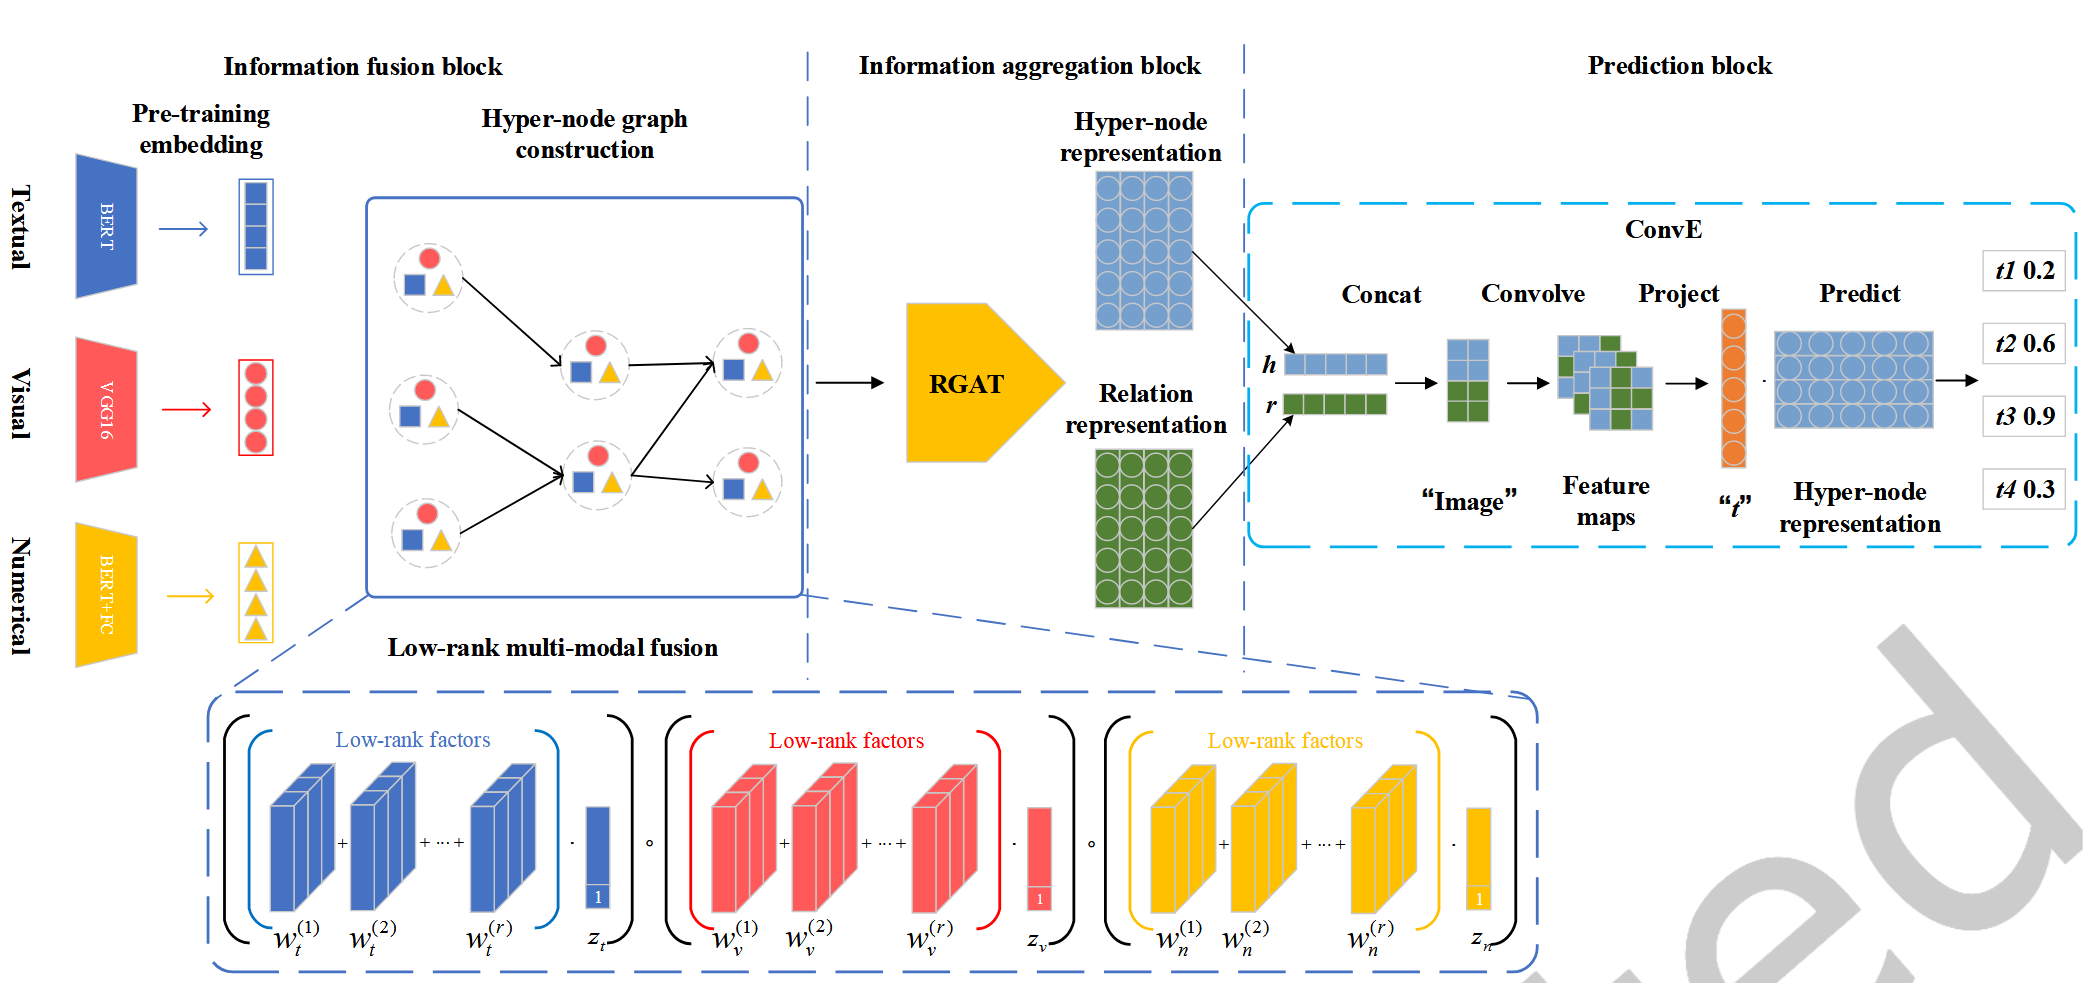 Information fusion block
Information aggregation block
Prediction block
Pre-training
embedding
Hyper-node graph
construction
Hyper-node
representation
Textual
BERT
Visual
VGG16
Numerical
BERT+FC
RGAT
Relation
representation
ConvE
Concat
Convolve
Project
Predict
h
r
"Image"
Feature
maps
"t"
Hyper-node
representation
t1 0.2
t2 0.6
t3 0.9
t4 0.3
Low-rank multi-modal fusion
Low-rank factors
Low-rank factors
Low-rank factors
+ + ··· + · ∘ + + ··· + · ∘ + + ··· + ·
1 1 1
w_t^(1) w_t^(2) w_t^(r) z_t w_v^(1) w_v^(2) w_v^(r) z_v w_n^(1) w_n^(2) w_n^(r) z_n